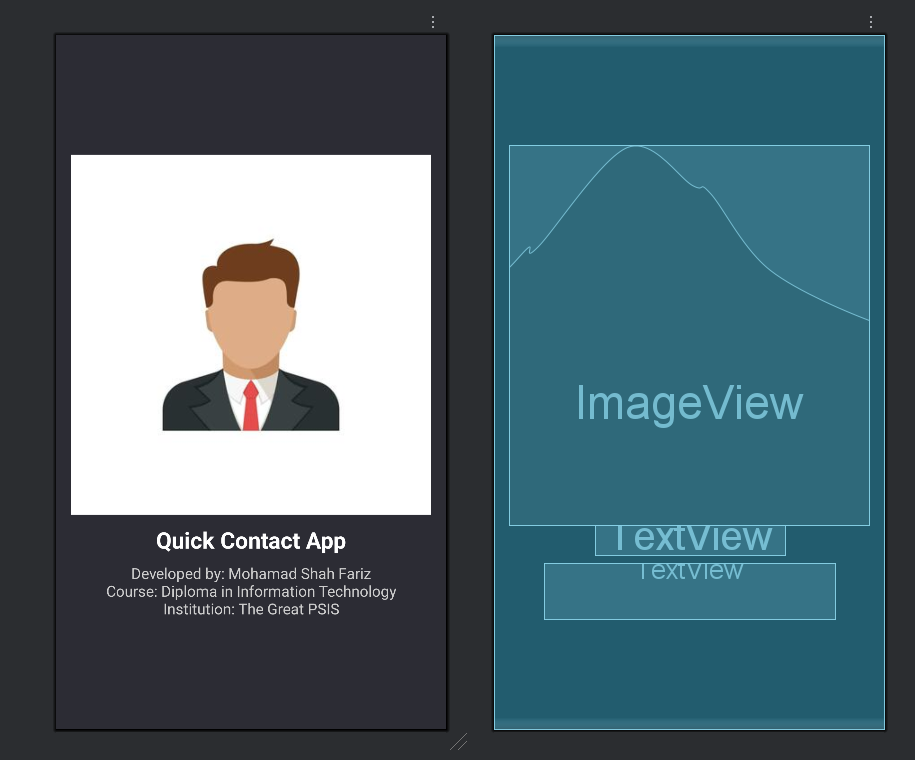 Quick Contact App
Developed by: Mohamad Shah Fariz
Course: Diploma in Information Technology
Institution: The Great PSIS
ImageView
TextView
TextView